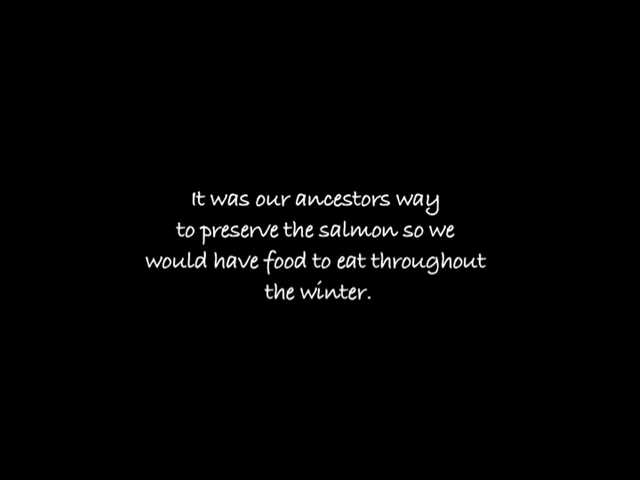 It was our ancestors way
to preserve the salmon so we
would have food to eat throughout
the winter.